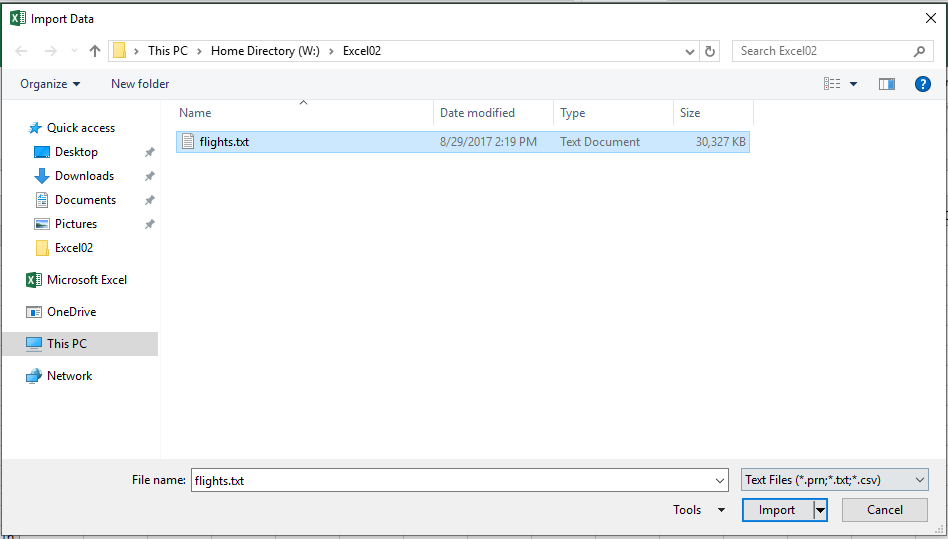 Import Data
This PC > Home Directory (W:) > Excel02
Search Excel02
Organize
New folder
Name Date modified Type Size
flights.txt 8/29/2017 2:19 PM Text Document 30,327 KB
Quick access
Desktop
Downloads
Documents
Pictures
Excel02
Microsoft Excel
OneDrive
This PC
Network
File name: flights.txt
Text Files (*.prn;*.txt;*.csv)
Tools
Import
Cancel